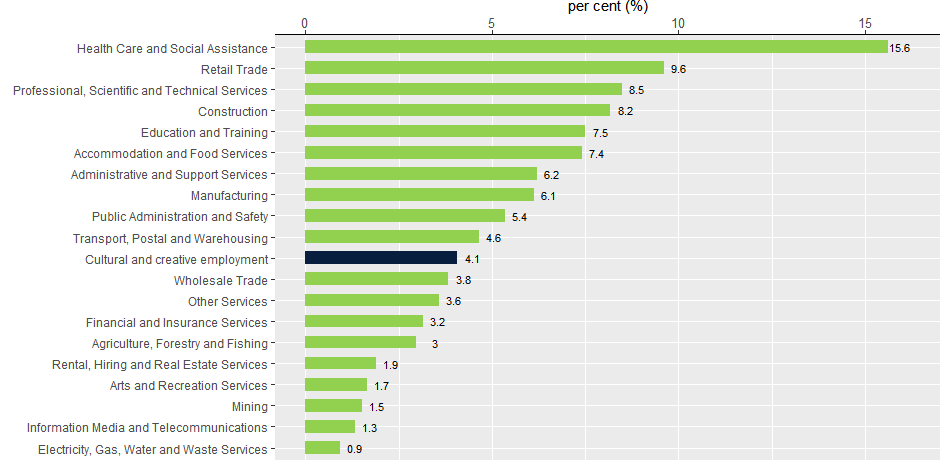 per cent (%)
0 5 10 15
Health Care and Social Assistance 15.6
Retail Trade 9.6
Professional, Scientific and Technical Services 8.5
Construction 8.2
Education and Training 7.5
Accommodation and Food Services 7.4
Administrative and Support Services 6.2
Manufacturing 6.1
Public Administration and Safety 5.4
Transport, Postal and Warehousing 4.6
Cultural and creative employment 4.1
Wholesale Trade 3.8
Other Services 3.6
Financial and Insurance Services 3.2
Agriculture, Forestry and Fishing 3
Rental, Hiring and Real Estate Services 1.9
Arts and Recreation Services 1.7
Mining 1.5
Information Media and Telecommunications 1.3
Electricity, Gas, Water and Waste Services 0.9